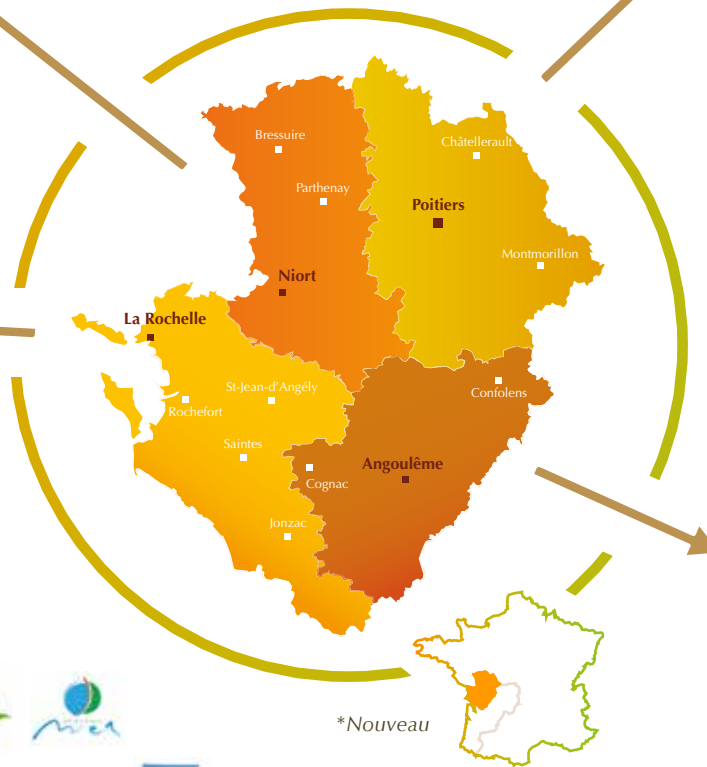 Bressuire
Châtellerault
Parthenay
Poitiers
Montmorillon
Niort
La Rochelle
St-Jean-d'Angély
Confolens
Rochefort
Saintes
Angoulême
Cognac
Jonzac
*Nouveau